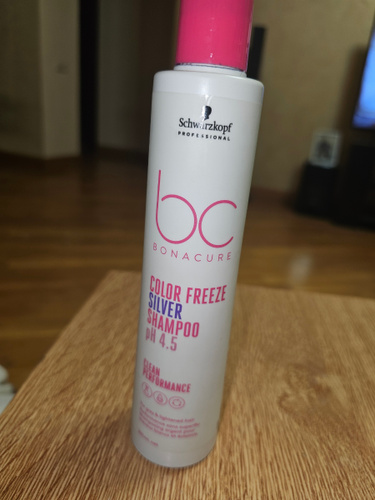 Schwarzkopf
PROFESSIONAL
bc
BONACURE
COLOR FREEZE
SILVER
SHAMPOO
pH 4.5
CLEAN
PERFORMANCE